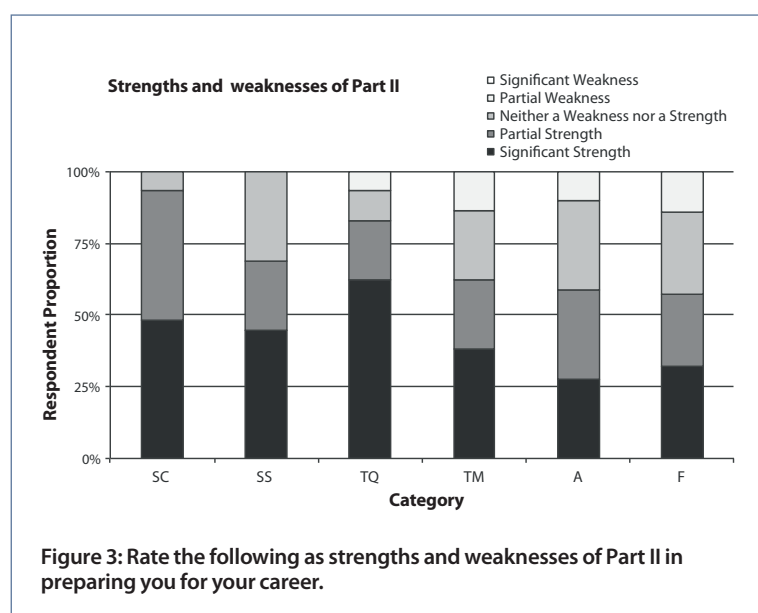 Strengths and weaknesses of Part II
Significant Weakness
Partial Weakness
Neither a Weakness nor a Strength
Partial Strength
Significant Strength
100%
75%
50%
25%
0%
Respondent Proportion
SC SS TQ TM A F
Category
Figure 3: Rate the following as strengths and weaknesses of Part II in
preparing you for your career.